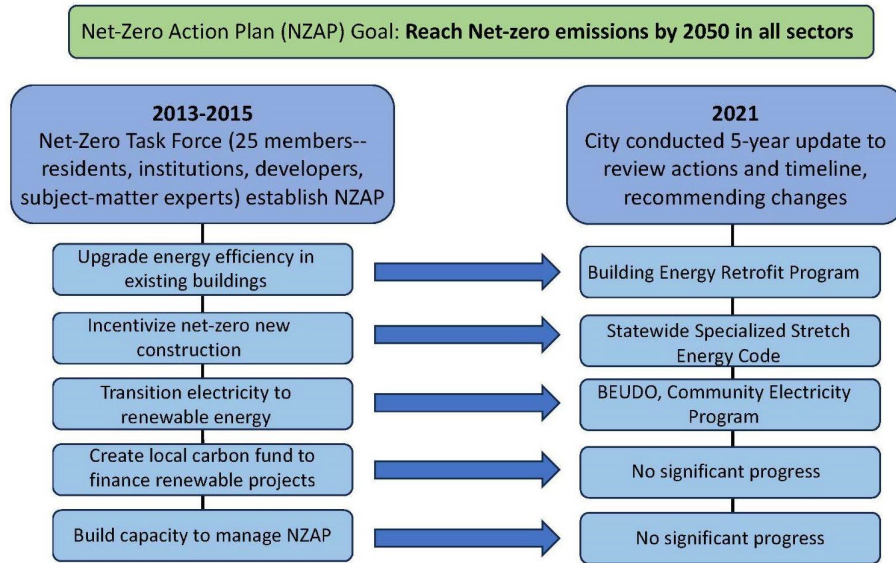 Net-Zero Action Plan (NZAP) Goal: Reach Net-zero emissions by 2050 in all sectors
2013-2015
Net-Zero Task Force (25 members--
residents, institutions, developers,
subject-matter experts) establish NZAP
2021
City conducted 5-year update to
review actions and timeline,
recommending changes
Upgrade energy efficiency in
existing buildings
Building Energy Retrofit Program
Incentivize net-zero new
construction
Statewide Specialized Stretch
Energy Code
Transition electricity to
renewable energy
BEUDO, Community Electricity
Program
Create local carbon fund to
finance renewable projects
No significant progress
Build capacity to manage NZAP
No significant progress